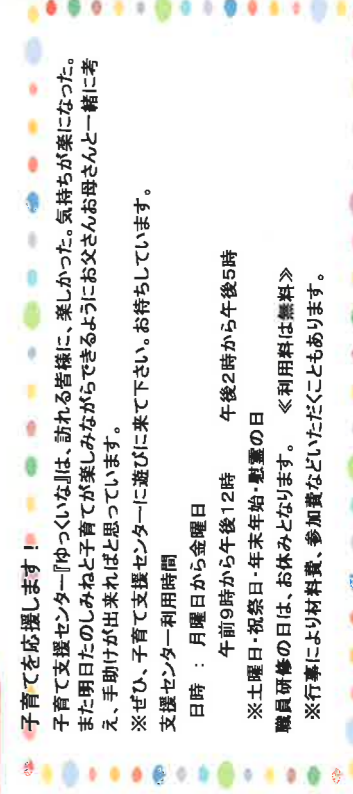 子育てを応援します！
子育て支援センター『ゆっくいな』は、訪れる皆様に、楽しかった。気持ちが楽になった。
また明日たのしみねと子育てが楽しみながらできるようにお父さんお母さんと一緒に考
え、手助けが出来ればと思っています。
※ぜひ、子育て支援センターに遊びに来て下さい。お待ちしています。
支援センター利用時間
日時 : 月曜日から金曜日
午前9時から午後12時 午後2時から午後5時
※土曜日・祝祭日・年末年始・慰霊の日
職員研修の日は、お休みとなります。 ≪利用料は無料≫
※行事により材料費、参加費などいただくこともあります。